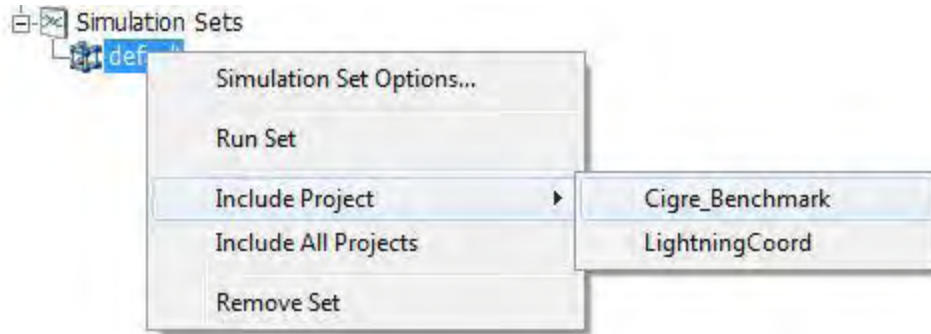 Simulation Sets
Simulation Set Options...
Run Set
Include Project
Cigre_Benchmark
Include All Projects
LightningCoord
Remove Set